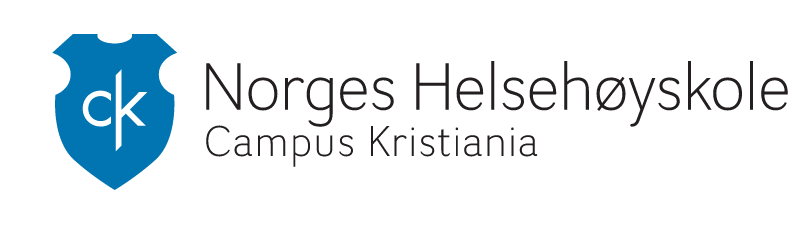 ck
Norges Helsehøyskole
Campus Kristiania